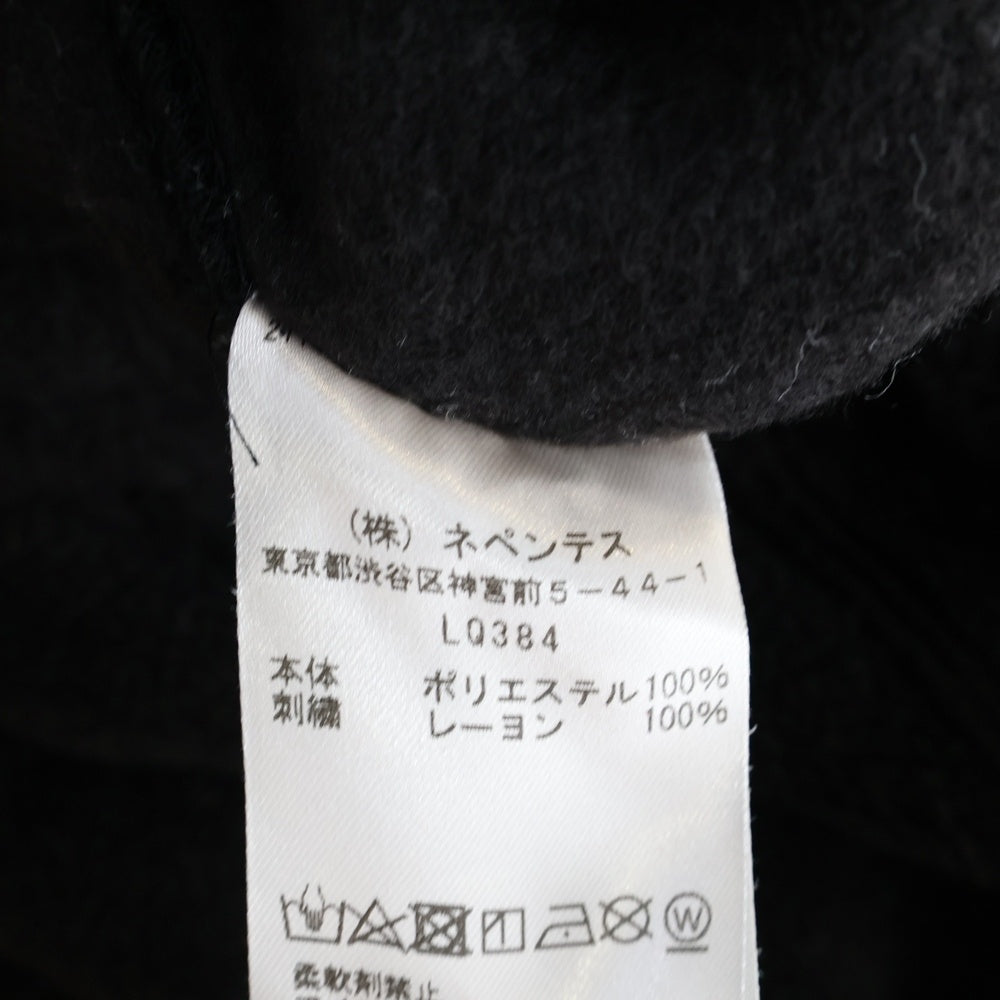 (株) ネペンテス
東京都渋谷区神宮前5-44-1
LQ384
本体 ポリエステル100%
刺繍 レーヨン 100%
W
柔軟剤禁止